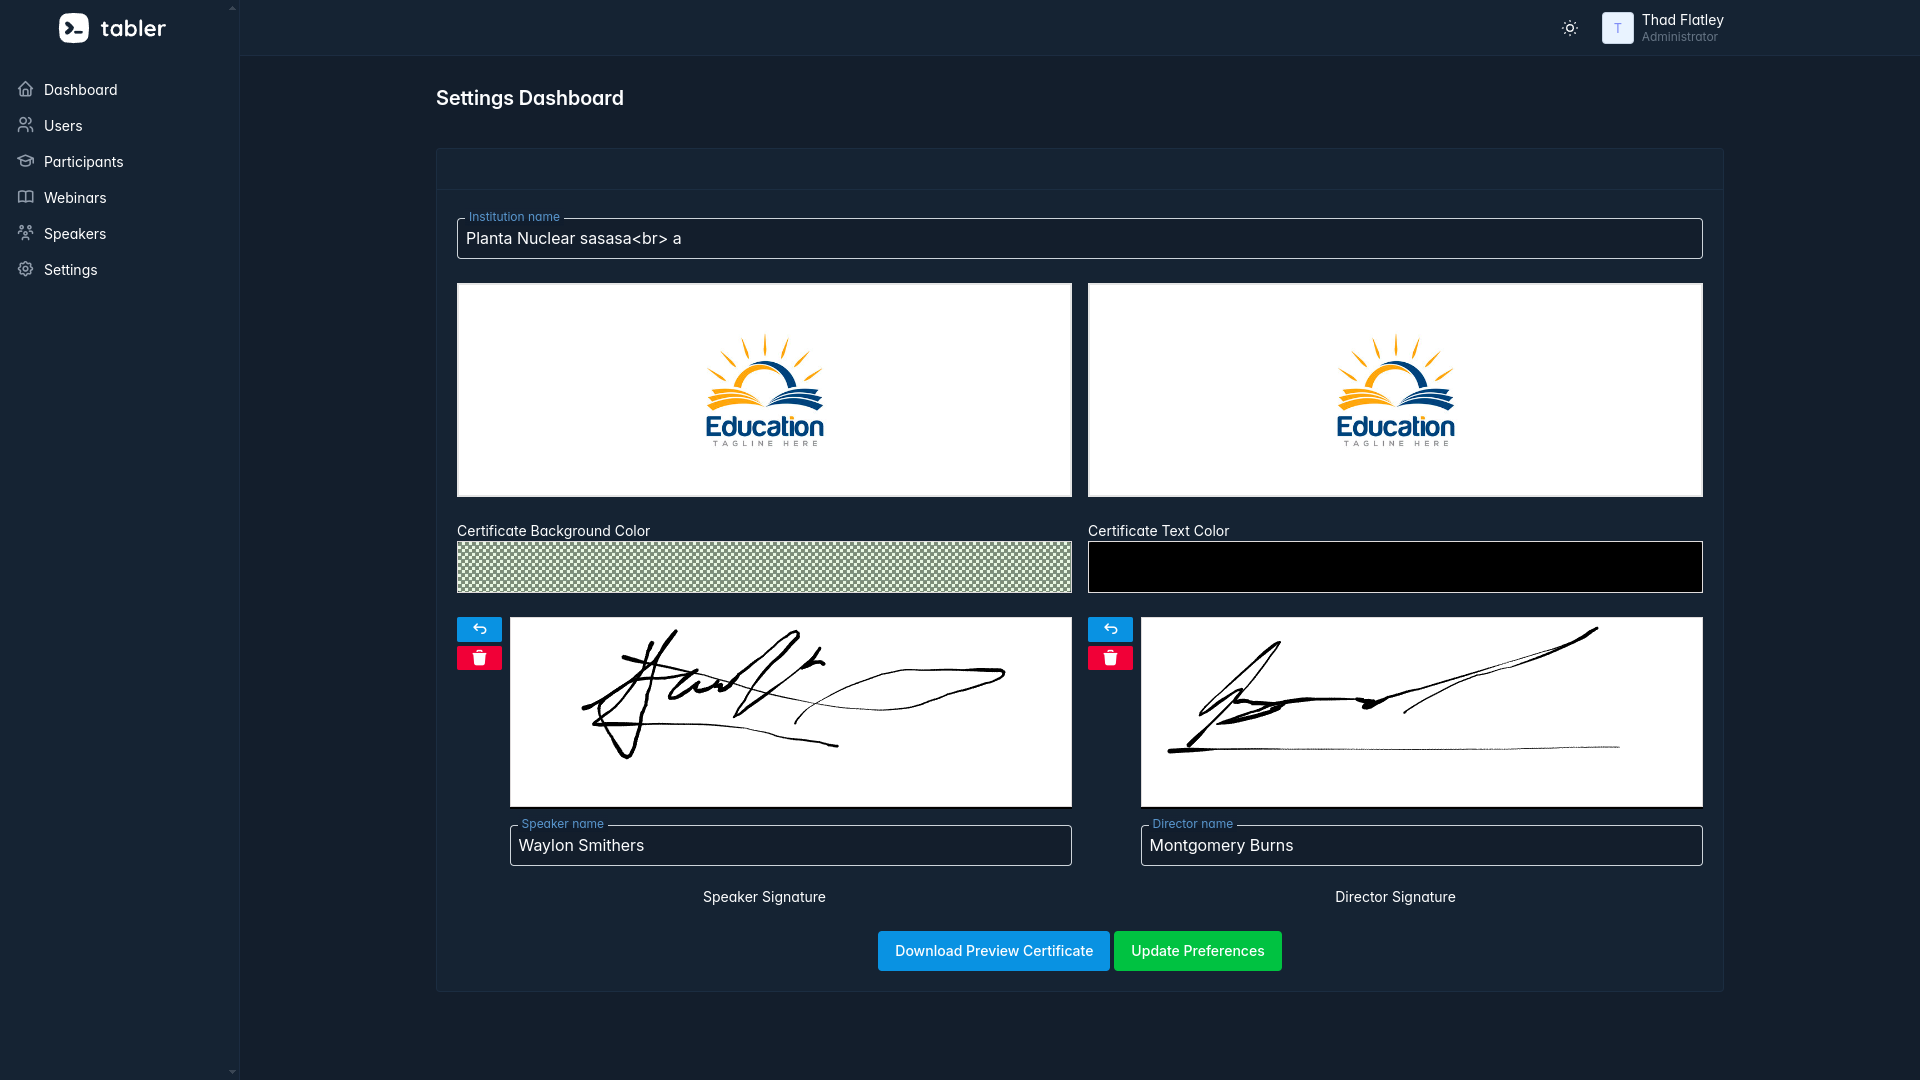 tabler
Thad Flatley
T
Administrator
Dashboard
Users
Participants
Webinars
Speakers
Settings
Settings Dashboard
Institution name
Planta Nuclear sasasa<br> a
Education
TAGLINE HERE
Education
TAGLINE HERE
Certificate Background Color
Certificate Text Color
Speaker name
Waylon Smithers
Director name
Montgomery Burns
Speaker Signature
Director Signature
Download Preview Certificate
Update Preferences